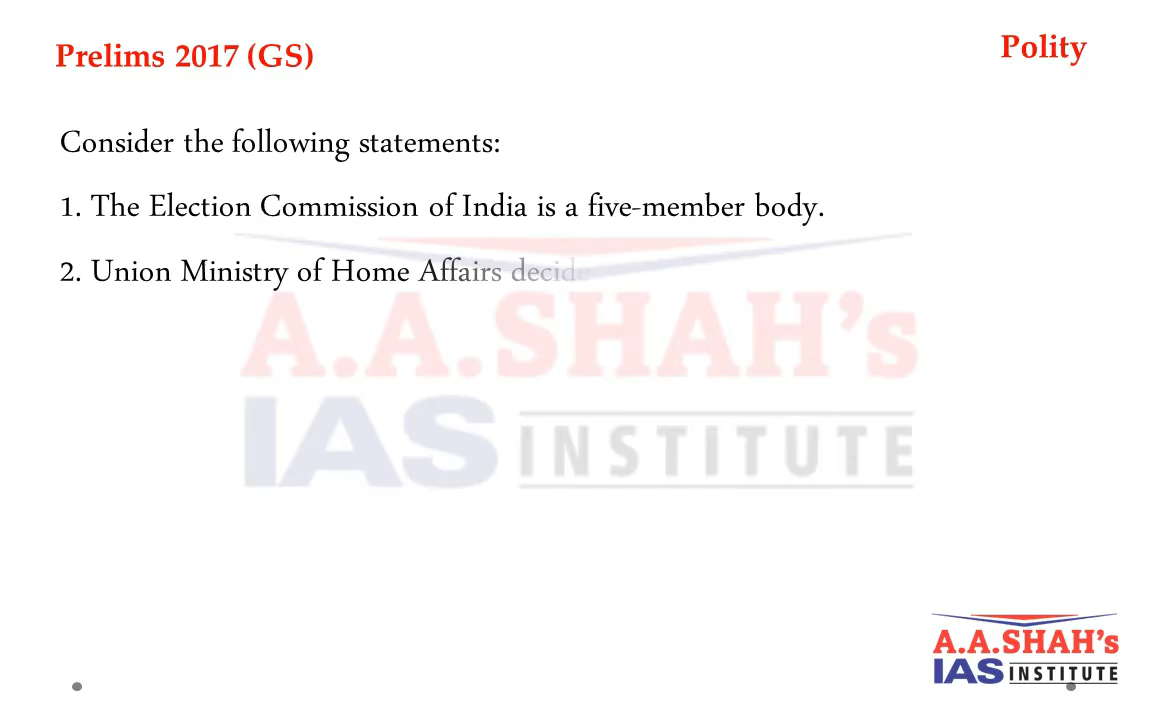 Prelims 2017 (GS)
Polity
Consider the following statements:
1. The Election Commission of India is a five-member body.
2. Union Ministry of Home Affairs decide
A.A.SHAH's
IAS INSTITUTE
A.A.SHAH's
IAS INSTITUTE